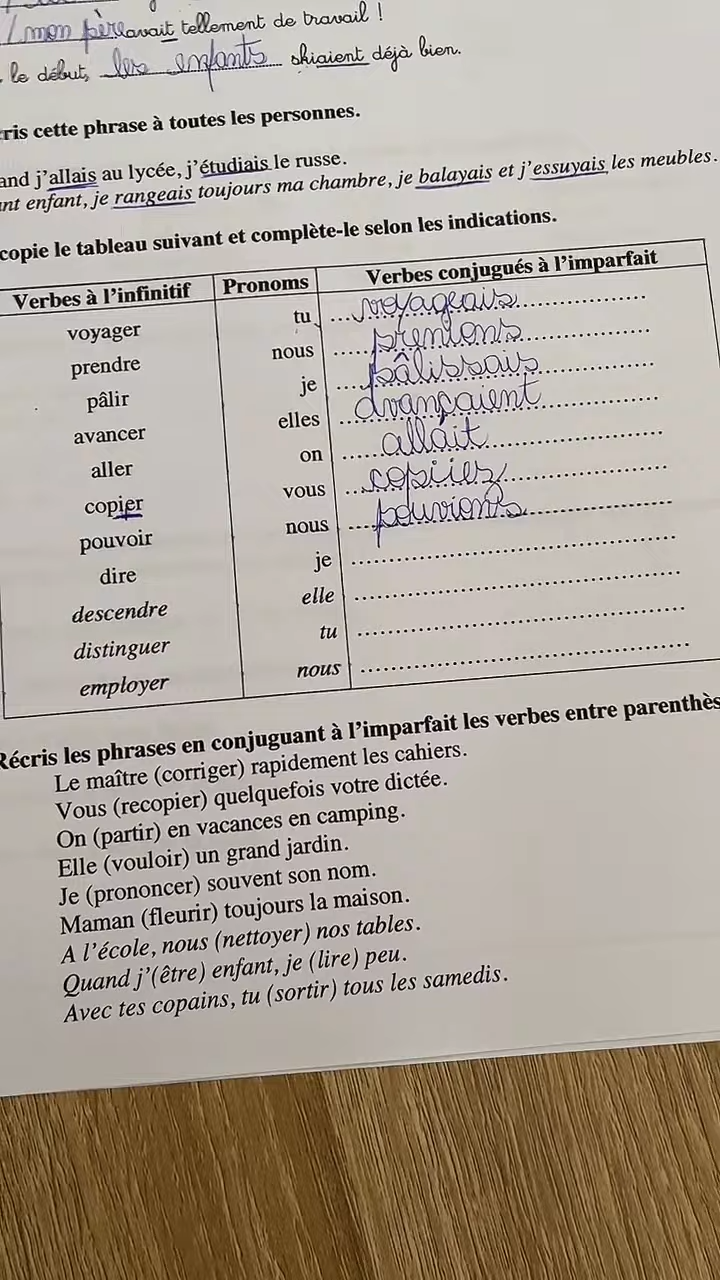 mon père avait tellement de travail !
le début, les enfants skiaient déjà bien.
ris cette phrase à toutes les personnes.
and j'allais au lycée, j'étudiais le russe.
nt enfant, je rangeais toujours ma chambre, je balayais et j'essuyais les meubles.
copie le tableau suivant et complète-le selon les indications.
Verbes à l'infinitif Pronoms Verbes conjugués à l'imparfait
voyager tu voyageais
prendre nous prenions
pâlir je pâlissais
avancer elles avançaient
aller on allait
copier vous copiiez
pouvoir nous pouvions
dire je
descendre elle
distinguer tu
employer nous
Récris les phrases en conjuguant à l'imparfait les verbes entre parenthès
Le maître (corriger) rapidement les cahiers.
Vous (recopier) quelquefois votre dictée.
On (partir) en vacances en camping.
Elle (vouloir) un grand jardin.
Je (prononcer) souvent son nom.
Maman (fleurir) toujours la maison.
A l'école, nous (nettoyer) nos tables.
Quand j'(être) enfant, je (lire) peu.
Avec tes copains, tu (sortir) tous les samedis.